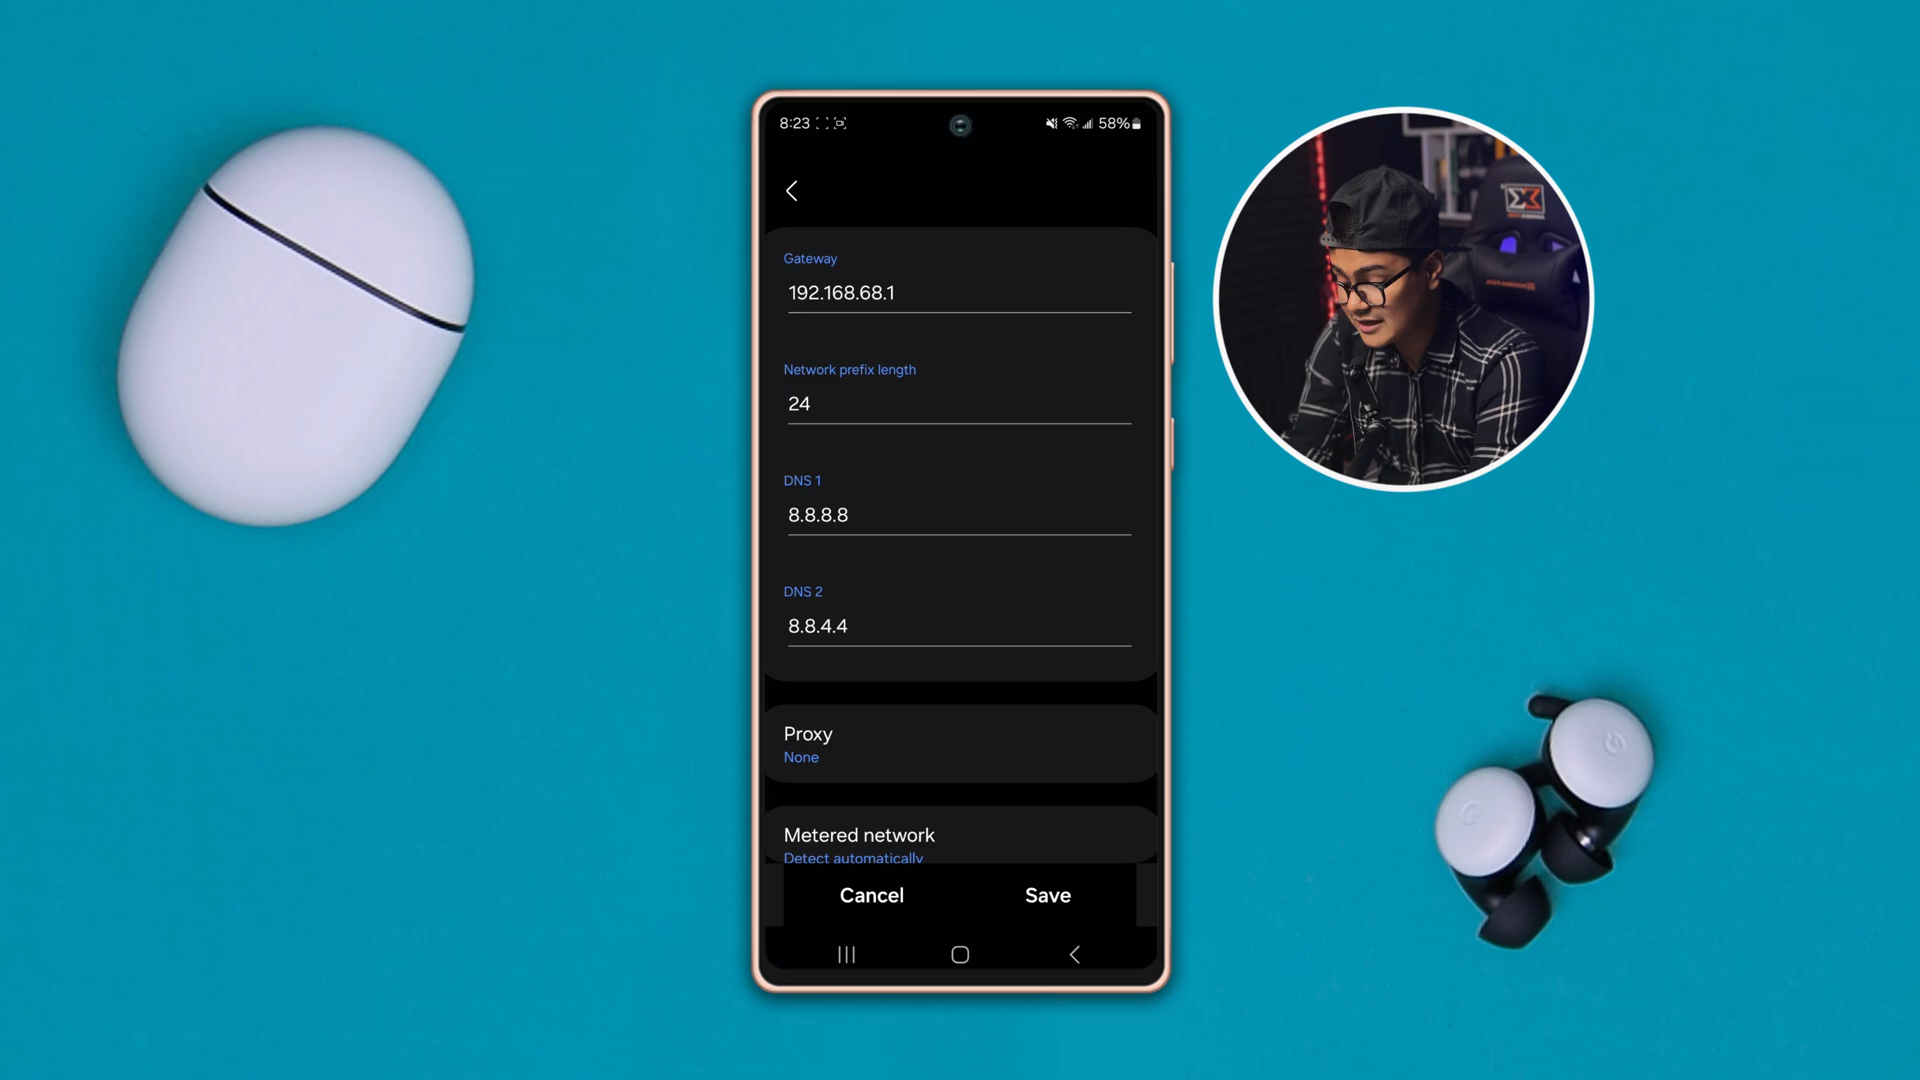 8:23
58%
Gateway
192.168.68.1
Network prefix length
24
DNS 1
8.8.8.8
DNS 2
8.8.4.4
Proxy
None
Metered network
Detect automatically
Cancel
Save